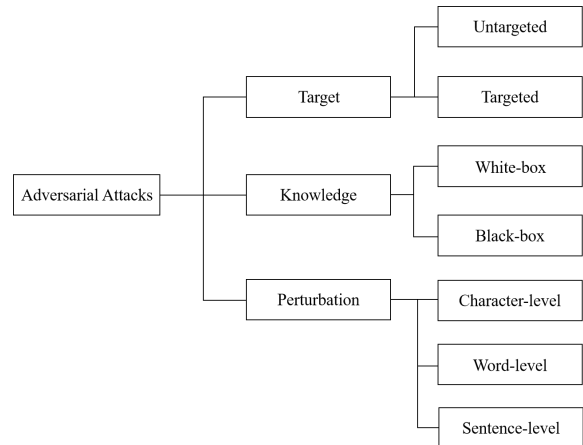 Untargeted
Target
Targeted
White-box
Adversarial Attacks
Knowledge
Black-box
Perturbation
Character-level
Word-level
Sentence-level